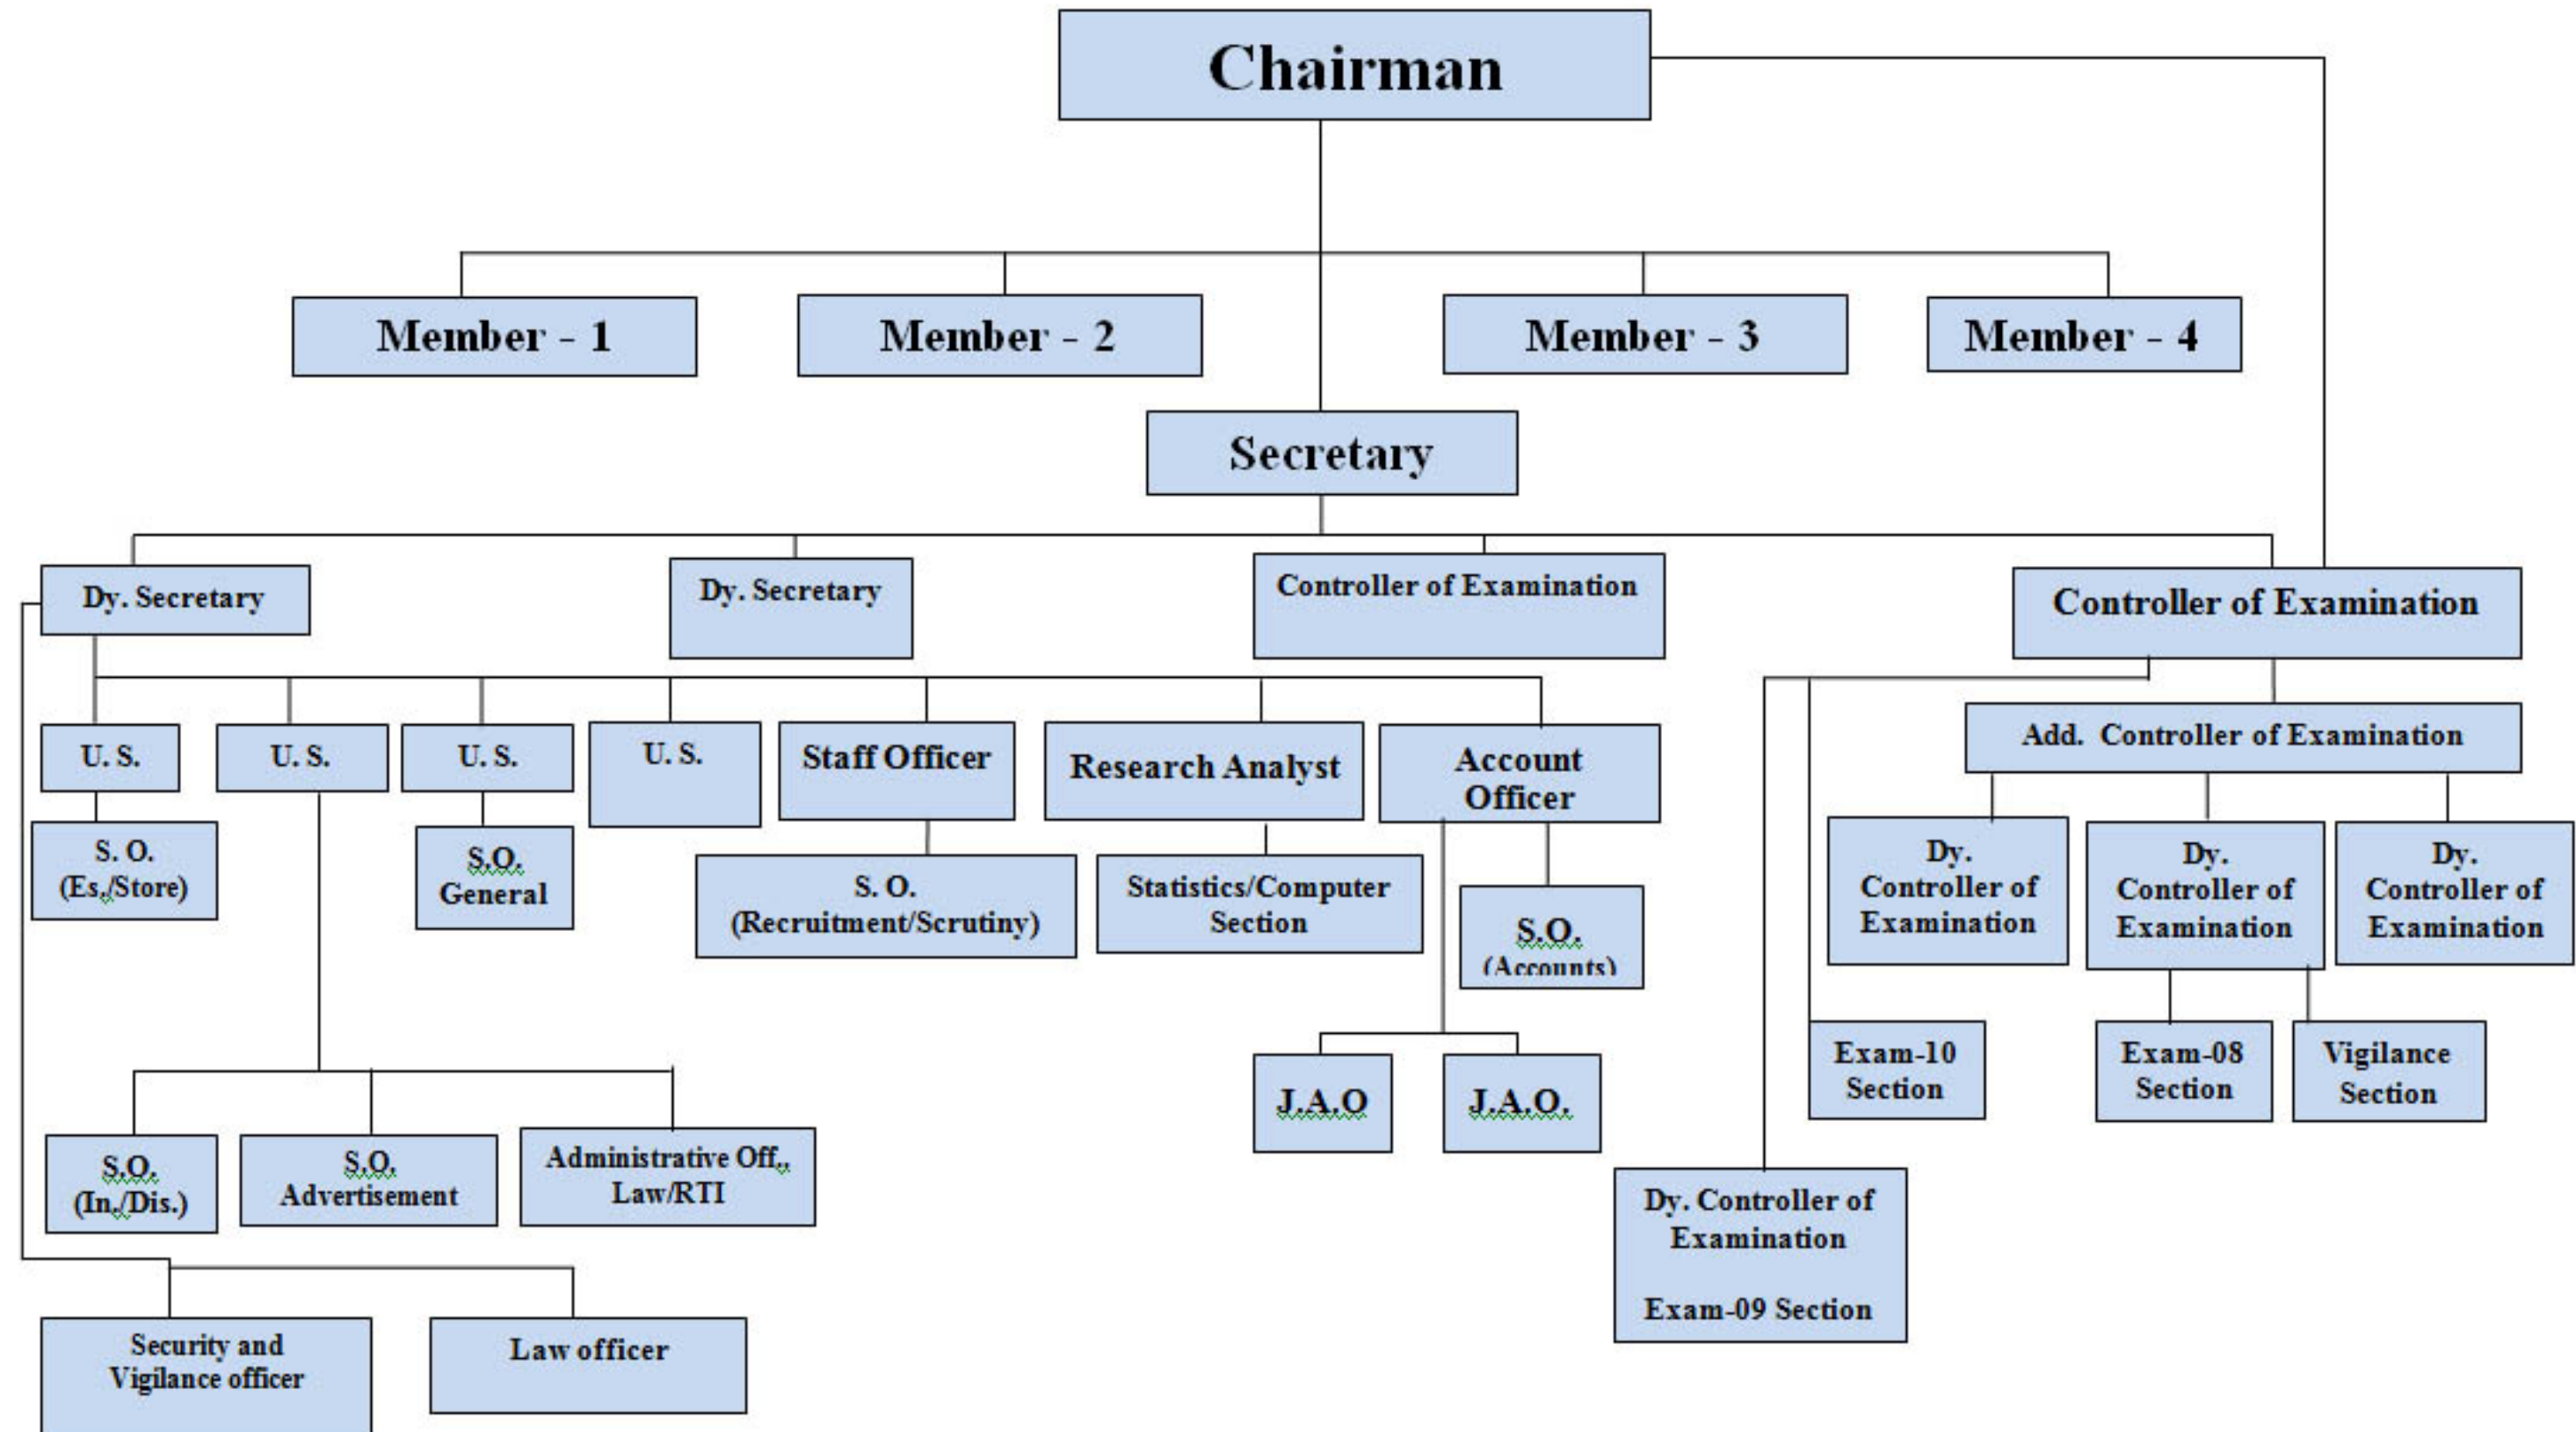 Chairman
Member - 1
Member - 2
Member - 3
Member - 4
Secretary
Dy. Secretary
Dy. Secretary
Controller of Examination
Controller of Examination
U. S.
U. S.
U. S.
U. S.
Staff Officer
Research Analyst
Account
Officer
Add.  Controller of Examination
S. O.
(Es./Store)
S.O.
General
S. O.
(Recruitment/Scrutiny)
Statistics/Computer
Section
S.O.
(Accounts)
Dy.
Controller of
Examination
Dy.
Controller of
Examination
Dy.
Controller of
Examination
J.A.O
J.A.O.
Exam-10
Section
Exam-08
Section
Vigilance
Section
S.O.
(In./Dis.)
S.O.
Advertisement
Administrative Off.,
Law/RTI
Dy. Controller of
Examination
Exam-09 Section
Security and
Vigilance officer
Law officer